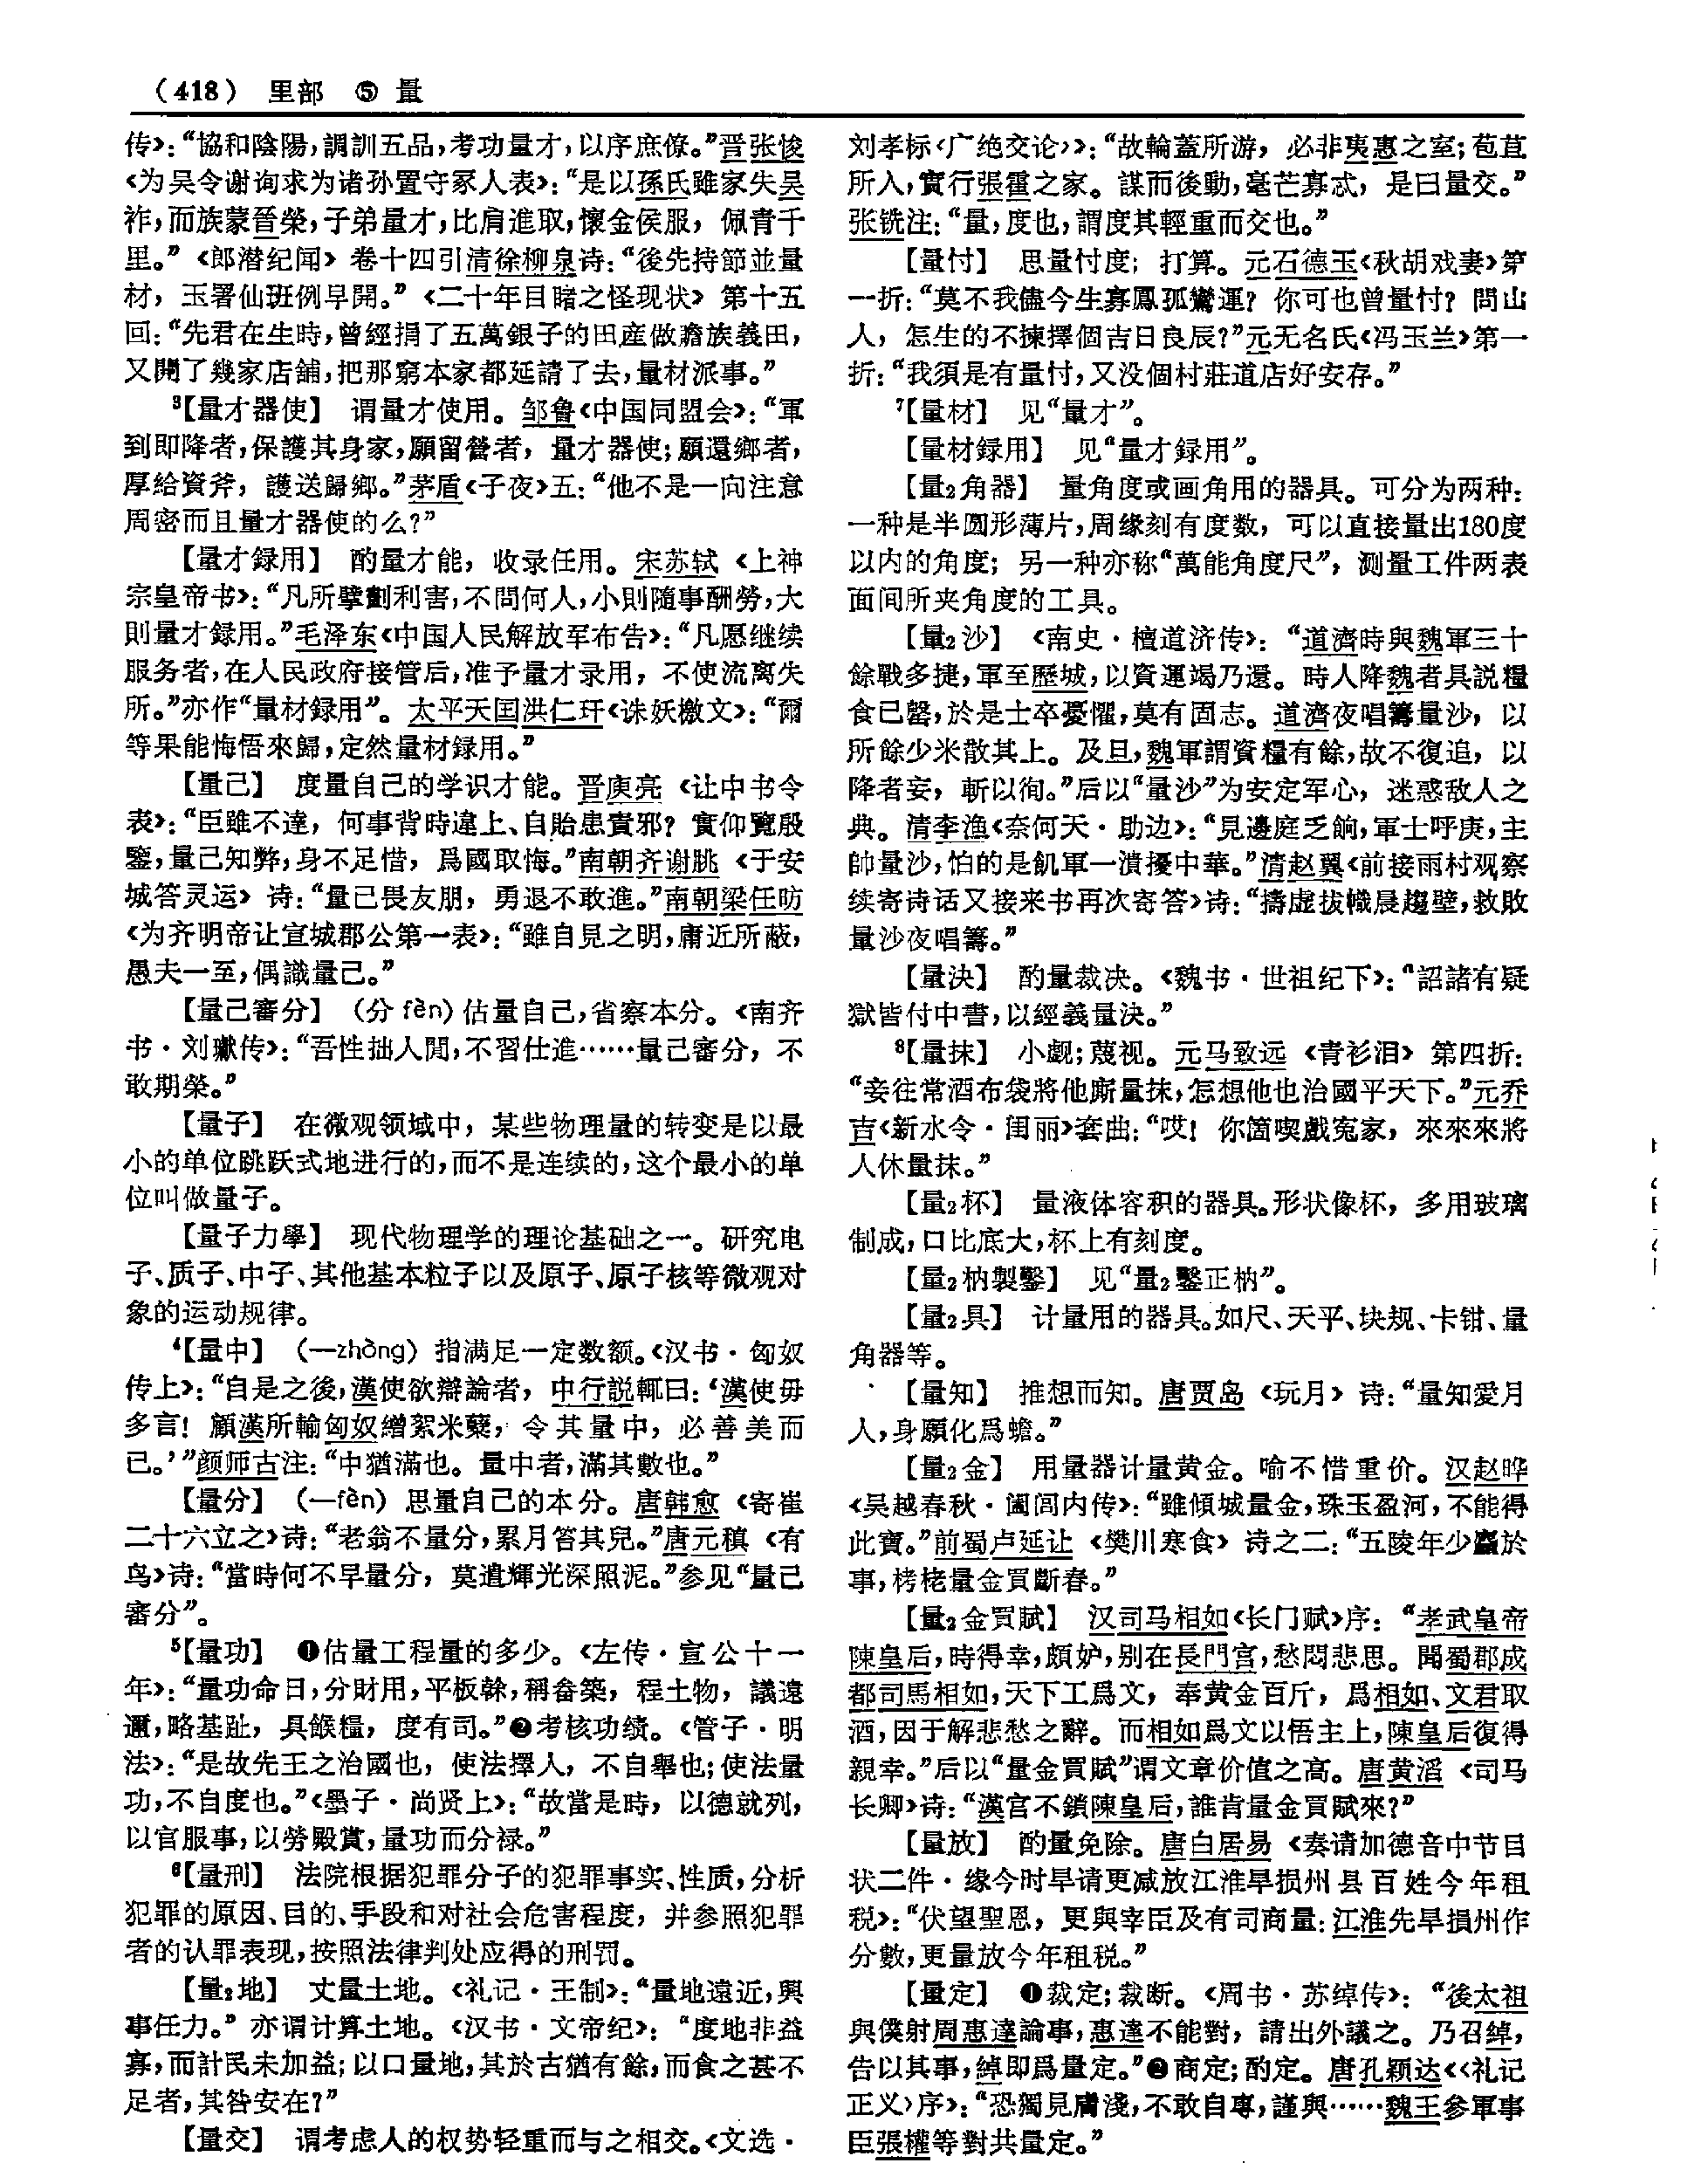 （418） 里部 ⑤ 量
传》：“協和陰陽，調訓五品，考功量才，以序庶僚。”晋张悛
《为吴令谢询求为诸孙置守冢人表》：“是以孫氏雖家失吴
祚，而族蒙晉榮，子弟量才，比肩進取，懷金侯服，佩青千
里。”《郎潜纪闻》卷十四引清徐柳泉诗：“後先持節並量
材，玉署仙班例早開。”《二十年目睹之怪现状》第十五
回：“先君在生時，曾經捐了五萬銀子的田産做贍族義田，
又開了幾家店舖，把那窮本家都延請了去，量材派事。”
³【量才器使】 谓量才使用。邹鲁《中国同盟会》：“軍
到即降者，保護其身家，願留營者，量才器使；願還鄉者，
厚給資斧，護送歸鄉。”茅盾《子夜》五：“他不是一向注意
周密而且量才器使的么？”
【量才録用】 酌量才能，收录任用。宋苏轼《上神
宗皇帝书》：“凡所擘劃利害，不問何人，小則隨事酬勞，大
則量才録用。”毛泽东《中国人民解放军布告》：“凡愿继续
服务者，在人民政府接管后，准予量才录用，不使流离失
所。”亦作“量材録用”。太平天囯洪仁玕《诛妖檄文》：“爾
等果能悔悟來歸，定然量材録用。”
【量己】 度量自己的学识才能。晋庾亮《让中书令
表》：“臣雖不達，何事背時違上、自貽患責邪？實仰覽殷
鑒，量己知弊，身不足惜，爲國取悔。”南朝齐谢朓《于安
城答灵运》诗：“量己畏友朋，勇退不敢進。”南朝梁任昉
《为齐明帝让宣城郡公第一表》：“雖自見之明，庸近所蔽，
愚夫一至，偶識量己。”
【量己審分】 （分 fèn）估量自己，省察本分。《南齐
书·刘瓛传》：“吾性拙人間，不習仕進……量己審分，不
敢期榮。”
【量子】 在微观领域中，某些物理量的转变是以最
小的单位跳跃式地进行的，而不是连续的，这个最小的单
位叫做量子。
【量子力學】 现代物理学的理论基础之一。研究电
子、质子、中子、其他基本粒子以及原子、原子核等微观对
象的运动规律。
⁴【量中】 （—zhòng）指满足一定数额。《汉书·匈奴
传上》：“自是之後，漢使欲辯論者，中行説輒曰：‘漢使毋
多言！顧漢所輸匈奴繒絮米糱，令其量中，必善美而
已。’”颜师古注：“中猶滿也。量中者，滿其數也。”
【量分】 （—fèn）思量自己的本分。唐韩愈《寄崔
二十六立之》诗：“老翁不量分，累月笞其兒。”唐元稹《有
鸟》诗：“當時何不早量分，莫遣輝光深照泥。”参见“量己
審分”。
⁵【量功】 ❶估量工程量的多少。《左传·宣公十一
年》：“量功命日，分財用，平板榦，稱畚築，程土物，議遠
邇，略基趾，具餱糧，度有司。”❷考核功绩。《管子·明
法》：“是故先王之治國也，使法擇人，不自舉也；使法量
功，不自度也。”《墨子·尚贤上》：“故當是時，以德就列，
以官服事，以勞殿賞，量功而分禄。”
⁶【量刑】 法院根据犯罪分子的犯罪事实、性质，分析
犯罪的原因、目的、手段和对社会危害程度，并参照犯罪
者的认罪表现，按照法律判处应得的刑罚。
【量₂地】 丈量土地。《礼记·王制》：“量地遠近，興
事任力。”亦谓计算土地。《汉书·文帝纪》：“度地非益
寡，而計民未加益；以口量地，其於古猶有餘，而食之甚不
足者，其咎安在？”
【量交】 谓考虑人的权势轻重而与之相交。《文选·
刘孝标〈广绝交论〉》：“故輪蓋所游，必非夷惠之室；苞苴
所入，實行張霍之家。謀而後動，毫芒寡忒，是曰量交。”
张铣注：“量，度也，謂度其輕重而交也。”
【量忖】 思量忖度；打算。元石德玉《秋胡戏妻》第
一折：“莫不我儘今生寡鳳孤鸞運？你可也曾量忖？問山
人，怎生的不揀擇個吉日良辰？”元无名氏《冯玉兰》第一
折：“我須是有量忖，又没個村莊道店好安存。”
⁷【量材】 见“量才”。
【量材録用】 见“量才録用”。
【量₂角器】 量角度或画角用的器具。可分为两种：
一种是半圆形薄片，周缘刻有度数，可以直接量出180度
以内的角度；另一种亦称“萬能角度尺”，测量工件两表
面间所夹角度的工具。
【量₂沙】 《南史·檀道济传》：“道濟時與魏軍三十
餘戰多捷，軍至歷城，以資運竭乃還。時人降魏者具説糧
食已罄，於是士卒憂懼，莫有固志。道濟夜唱籌量沙，以
所餘少米散其上。及旦，魏軍謂資糧有餘，故不復追，以
降者妄，斬以徇。”后以“量沙”为安定军心，迷惑敌人之
典。清李渔《奈何天·助边》：“見邊庭乏餉，軍士呼庚，主
帥量沙，怕的是飢軍一潰擾中華。”清赵翼《前接雨村观察
续寄诗话又接来书再次寄答》诗：“擣虚拔幟晨趨壁，救敗
量沙夜唱籌。”
【量決】 酌量裁决。《魏书·世祖纪下》：“詔諸有疑
獄皆付中書，以經義量決。”
⁸【量抹】 小觑；蔑视。元马致远《青衫泪》第四折：
“妾往常酒布袋將他廝量抹，怎想他也治國平天下。”元乔
吉《新水令·闺丽》套曲：“哎！你箇喫戲冤家，來來來將
人休量抹。”
【量₂杯】 量液体容积的器具。形状像杯，多用玻璃
制成，口比底大，杯上有刻度。
【量₂枘製鑿】 见“量₂鑿正枘”。
【量₂具】 计量用的器具。如尺、天平、块规、卡钳、量
角器等。
【量知】 推想而知。唐贾岛《玩月》诗：“量知愛月
人，身願化爲蟾。”
【量₂金】 用量器计量黄金。喻不惜重价。汉赵晔
《吴越春秋·阖闾内传》：“雖傾城量金，珠玉盈河，不能得
此寶。”前蜀卢延让《樊川寒食》诗之二：“五陵年少麤於
事，栲栳量金買斷春。”
【量₂金買賦】 汉司马相如《长门赋》序：“孝武皇帝
陳皇后，時得幸，頗妒，别在長門宫，愁悶悲思。聞蜀郡成
都司馬相如，天下工爲文，奉黄金百斤，爲相如、文君取
酒，因于解悲愁之辭。而相如爲文以悟主上，陳皇后復得
親幸。”后以“量金買賦”谓文章价值之高。唐黄滔《司马
长卿》诗：“漢宫不鎖陳皇后，誰肯量金買賦來？”
【量放】 酌量免除。唐白居易《奏请加德音中节目
状二件·缘今时旱请更减放江淮旱损州县百姓今年租
税》：“伏望聖恩，更與宰臣及有司商量：江淮先旱損州作
分數，更量放今年租税。”
【量定】 ❶裁定；裁断。《周书·苏绰传》：“後太祖
與僕射周惠達論事，惠達不能對，請出外議之。乃召綽，
告以其事，綽即爲量定。”❷商定；酌定。唐孔颖达《〈礼记
正义〉序》：“恐獨見膚淺，不敢自專，謹與……魏王參軍事
臣張權等對共量定。”